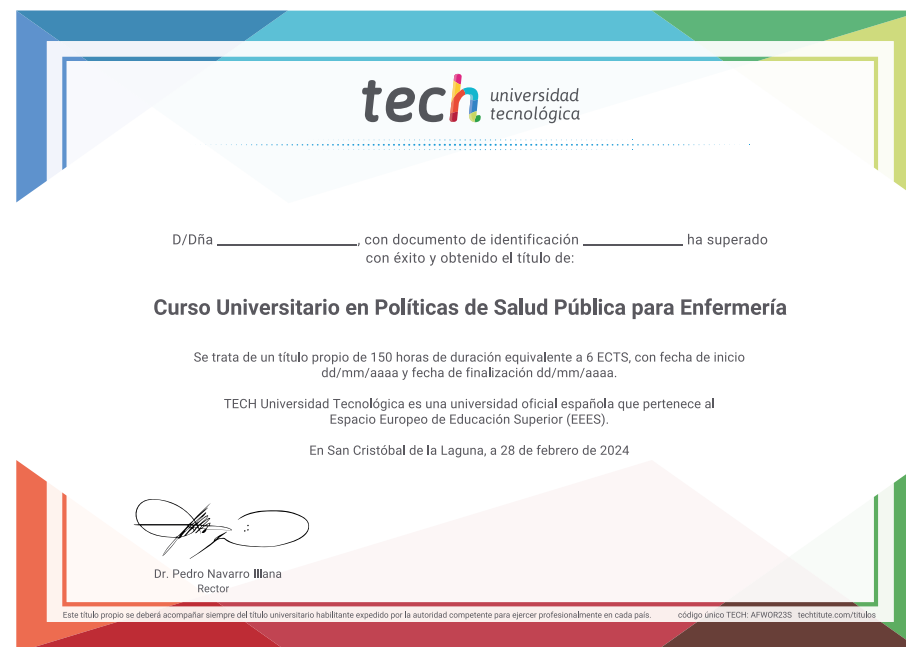 tech universidad
tecnológica
D/Dña ____________________, con documento de identificación ______________ ha superado
con éxito y obtenido el título de:
Curso Universitario en Políticas de Salud Pública para Enfermería
Se trata de un título propio de 150 horas de duración equivalente a 6 ECTS, con fecha de inicio
dd/mm/aaaa y fecha de finalización dd/mm/aaaa.
TECH Universidad Tecnológica es una universidad oficial española que pertenece al
Espacio Europeo de Educación Superior (EEES).
En San Cristóbal de la Laguna, a 28 de febrero de 2024
Dr. Pedro Navarro Illana
Rector
Este título propio se deberá acompañar siempre del título universitario habilitante expedido por la autoridad competente para ejercer profesionalmente en cada país. código único TECH: AFWOR23S techtitute.com/titulos